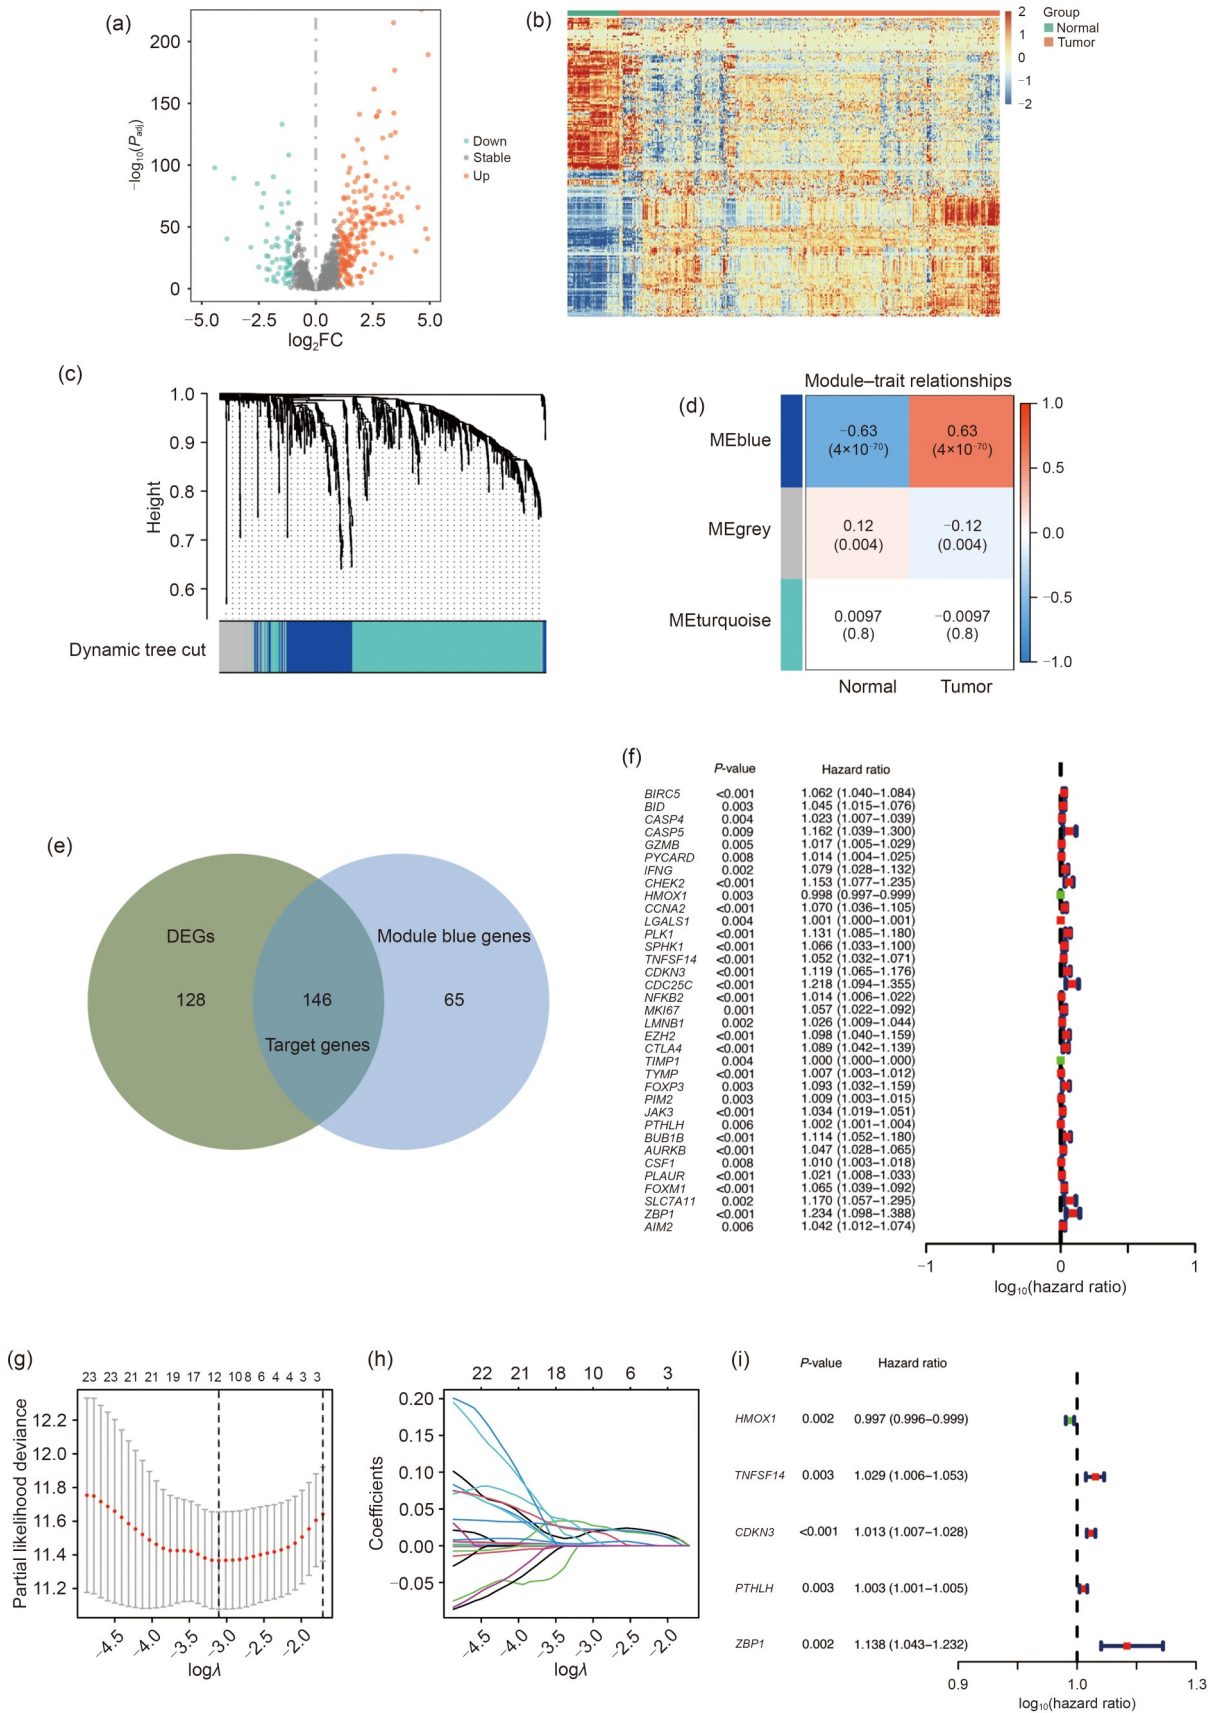 (a)
200
150
100
50
0
−log10(Padj)
−5.0 −2.5 0.0 2.5 5.0
log2FC
Down
Stable
Up
(b)
2
1
0
−1
−2
Group
Normal
Tumor
(c)
1.0
0.9
0.8
0.7
0.6
Height
Dynamic tree cut
(d)
Module–trait relationships
MEblue −0.63 0.63
(4×10−70) (4×10−70)
MEgrey 0.12 −0.12
(0.004) (0.004)
MEturquoise 0.0097 −0.0097
(0.8) (0.8)
Normal Tumor
1.0
0.5
0.0
−0.5
−1.0
(e)
DEGs Module blue genes
128 146 65
Target genes
(f)
P-value Hazard ratio
BIRC5 <0.001 1.062 (1.040–1.084)
BID 0.003 1.045 (1.015–1.076)
CASP4 0.004 1.023 (1.007–1.039)
CASP5 0.009 1.162 (1.039–1.300)
GZMB 0.005 1.017 (1.005–1.029)
PYCARD 0.008 1.014 (1.004–1.025)
IFNG 0.002 1.079 (1.028–1.132)
CHEK2 <0.001 1.153 (1.077–1.235)
HMOX1 0.003 0.998 (0.997–0.999)
CCNA2 <0.001 1.070 (1.036–1.105)
LGALS1 0.004 1.001 (1.000–1.001)
PLK1 <0.001 1.131 (1.085–1.180)
SPHK1 <0.001 1.066 (1.033–1.100)
TNFSF14 <0.001 1.052 (1.032–1.071)
CDKN3 <0.001 1.119 (1.065–1.176)
CDC25C <0.001 1.218 (1.094–1.355)
NFKB2 <0.001 1.014 (1.006–1.022)
MKI67 0.001 1.057 (1.022–1.092)
LMNB1 0.002 1.026 (1.009–1.044)
EZH2 <0.001 1.098 (1.040–1.159)
CTLA4 <0.001 1.089 (1.042–1.139)
TIMP1 0.004 1.000 (1.000–1.000)
TYMP <0.001 1.007 (1.003–1.012)
FOXP3 0.003 1.093 (1.032–1.159)
PIM2 0.003 1.009 (1.003–1.015)
JAK3 <0.001 1.034 (1.019–1.051)
PTHLH 0.006 1.002 (1.001–1.004)
BUB1B <0.001 1.114 (1.052–1.180)
AURKB <0.001 1.047 (1.028–1.065)
CSF1 0.008 1.010 (1.003–1.018)
PLAUR <0.001 1.021 (1.008–1.033)
FOXM1 <0.001 1.065 (1.039–1.092)
SLC7A11 0.002 1.170 (1.057–1.295)
ZBP1 <0.001 1.234 (1.098–1.388)
AIM2 0.006 1.042 (1.012–1.074)
−1 0 1
log10(hazard ratio)
(g)
23 23 21 21 19 17 12 10 8 6 4 4 3 3
12.2
12.0
11.8
11.6
11.4
11.2
Partial likelihood deviance
−4.5 −4.0 −3.5 −3.0 −2.5 −2.0
logλ
(h)
22 21 18 10 6 3
0.20
0.15
0.10
0.05
0.00
−0.05
Coefficients
−4.5 −4.0 −3.5 −3.0 −2.5 −2.0
logλ
(i)
P-value Hazard ratio
HMOX1 0.002 0.997 (0.996–0.999)
TNFSF14 0.003 1.029 (1.006–1.053)
CDKN3 <0.001 1.013 (1.007–1.028)
PTHLH 0.003 1.003 (1.001–1.005)
ZBP1 0.002 1.138 (1.043–1.232)
0.9 1.0 1.3
log10(hazard ratio)